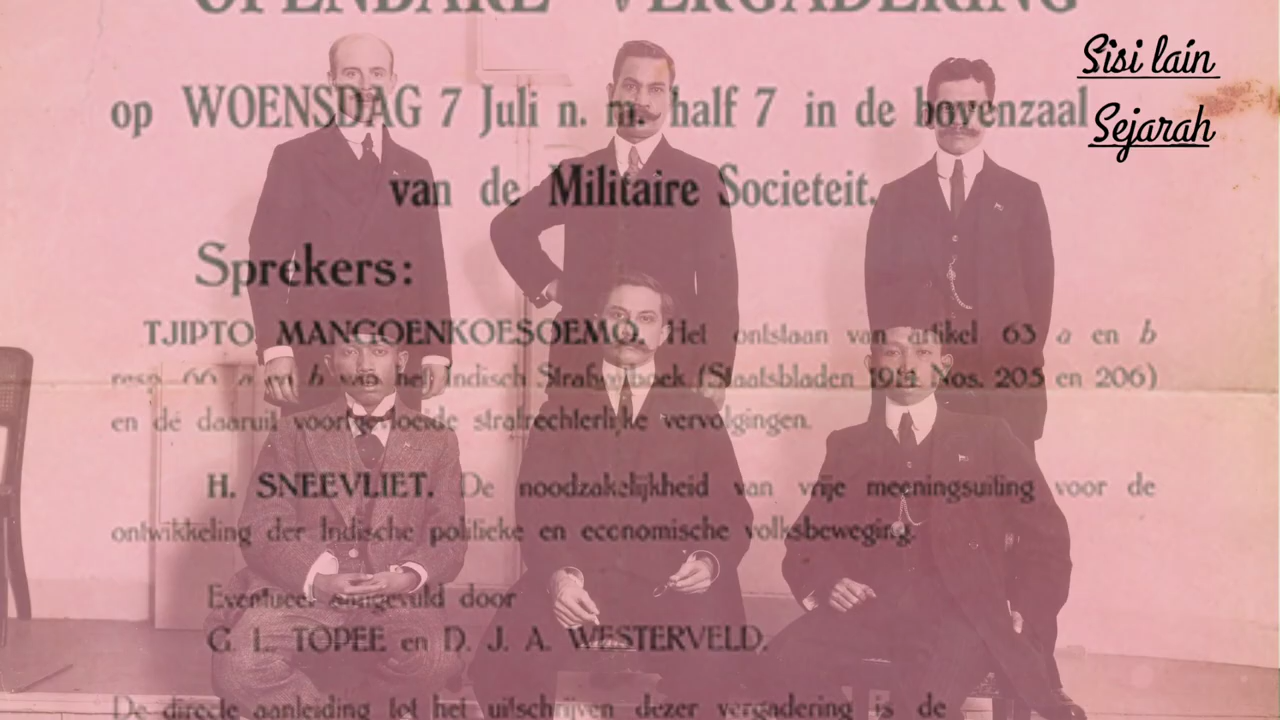 OPENBARE VERGADERING
Sisi lain
Sejarah
op WOENSDAG 7 Juli n. m. half 7 in de bovenzaal
van de Militaire Societeit.
Sprekers:
TJIPTO MANGOENKOESOEMO. Het ontslaan van artikel 63 a en b
resp 66 a b van het Indisch Strafwetboek (Staatsbladen 1914 Nos. 205 en 206)
en de daaruit voortgevloeide strafrechterlijke vervolgingen.
H. SNEEVLIET. De noodzakelijkheid van vrije meeningsuiting voor de
ontwikkeling der Indische politieke en economische volksbeweging.
Eventueel aangevuld door
G. L. TOPEE en D. J. A. WESTERVELD.
De directe aanleiding tot het uitschrijven dezer vergadering is de